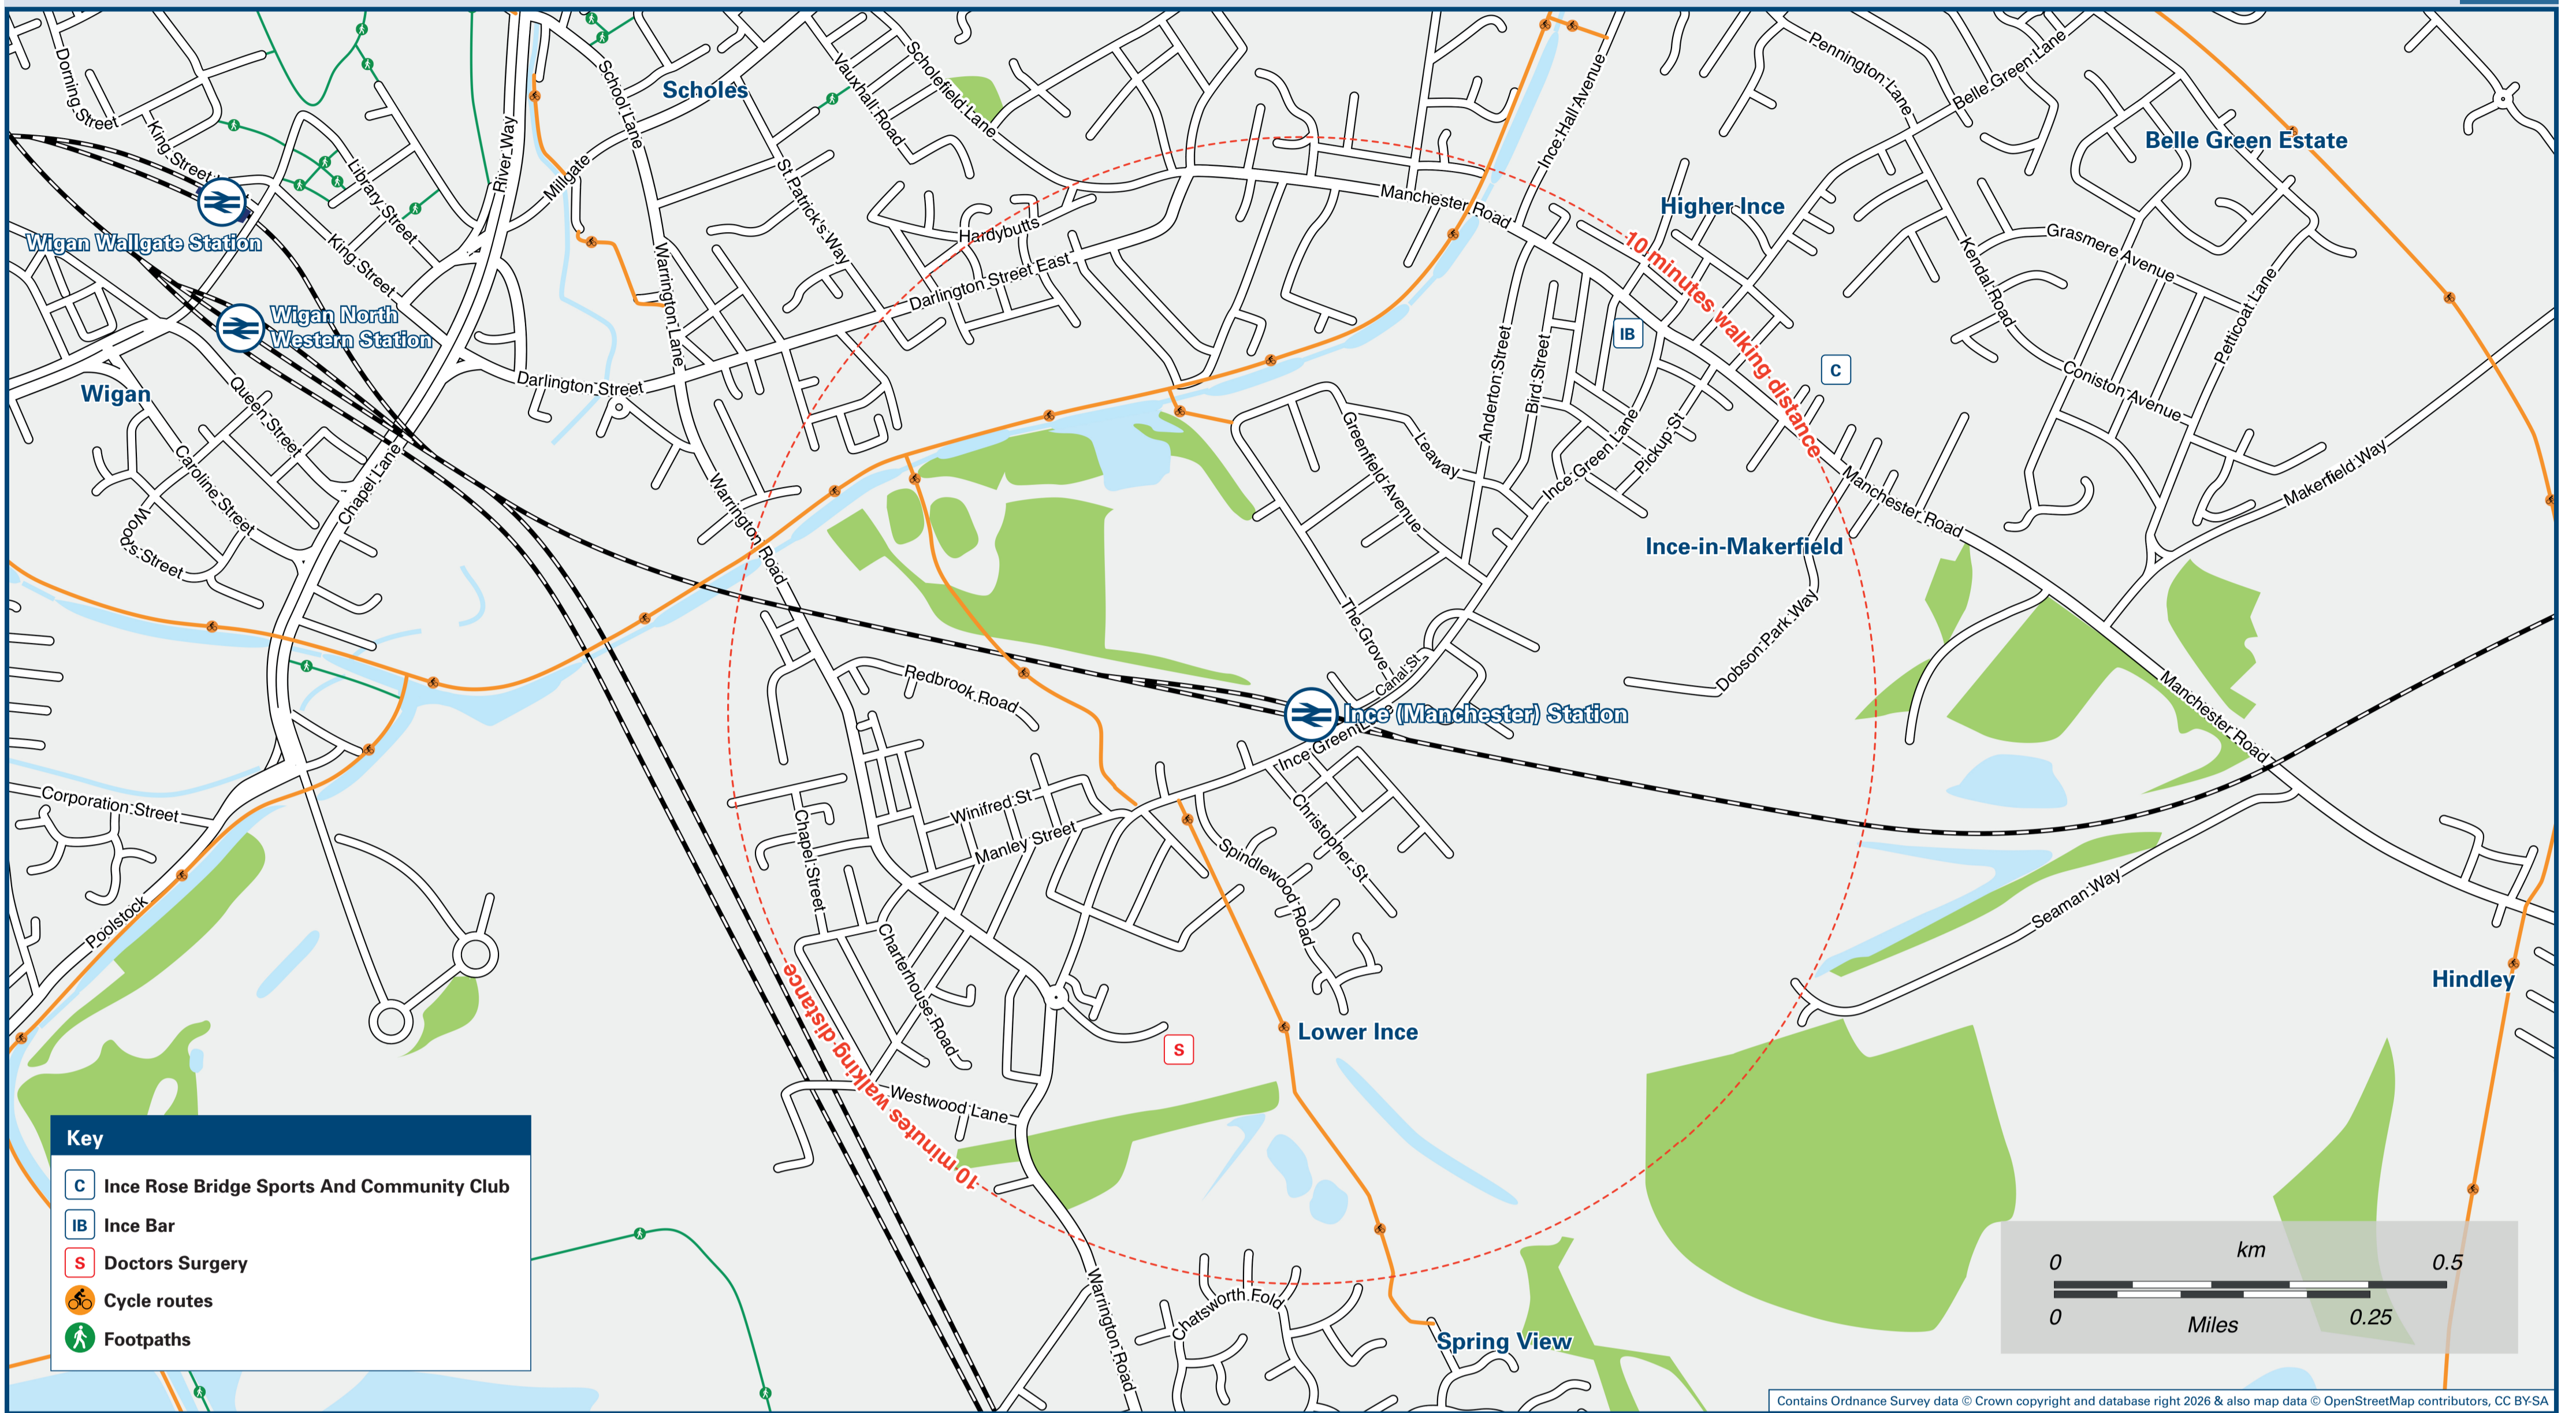 Dorning Street
King Street W
Library Street
River Way
School Lane
Scholes
Millgate
Vauxhall Road
Scholefield Lane
St.Patrick's Way
Ince Hall Avenue
Pennington Lane
Belle Green Lane
Belle Green Estate
Wigan Wallgate Station
King Street
Warrington Lane
Hardybutts
Darlington Street East
Manchester Road
Higher Ince
10 minutes walking distance
Kendal Road
Grasmere Avenue
Petticoat Lane
Wigan North
Western Station
Wigan
Queen Street
Darlington Street
IB
C
Coniston Avenue
Anderton Street
Bird Street
Pickup St
Ince Green Lane
Leaway
Greenfield Avenue
Makerfield Way
Caroline Street
Wood's Street
Chapel Lane
Warrington Road
Manchester Road
Ince-in-Makerfield
Dobson Park Way
The Grove
Canal St
Redbrook Road
Ince (Manchester) Station
Ince Green
Manchester Road
Corporation Street
Winifred St
Manley Street
Chapel Street
Christopher St
Spindlewood Road
Seaman Way
Poolstock
Charterhouse Road
Hindley
Lower Ince
S
10 minutes walking distance
Westwood Lane
Warrington Road
Chatsworth Fold
Spring View
Key
C Ince Rose Bridge Sports And Community Club
IB Ince Bar
S Doctors Surgery
Cycle routes
Footpaths
km
0 0.5
0 0.25
Miles
Contains Ordnance Survey data © Crown copyright and database right 2026 & also map data © OpenStreetMap contributors, CC BY-SA